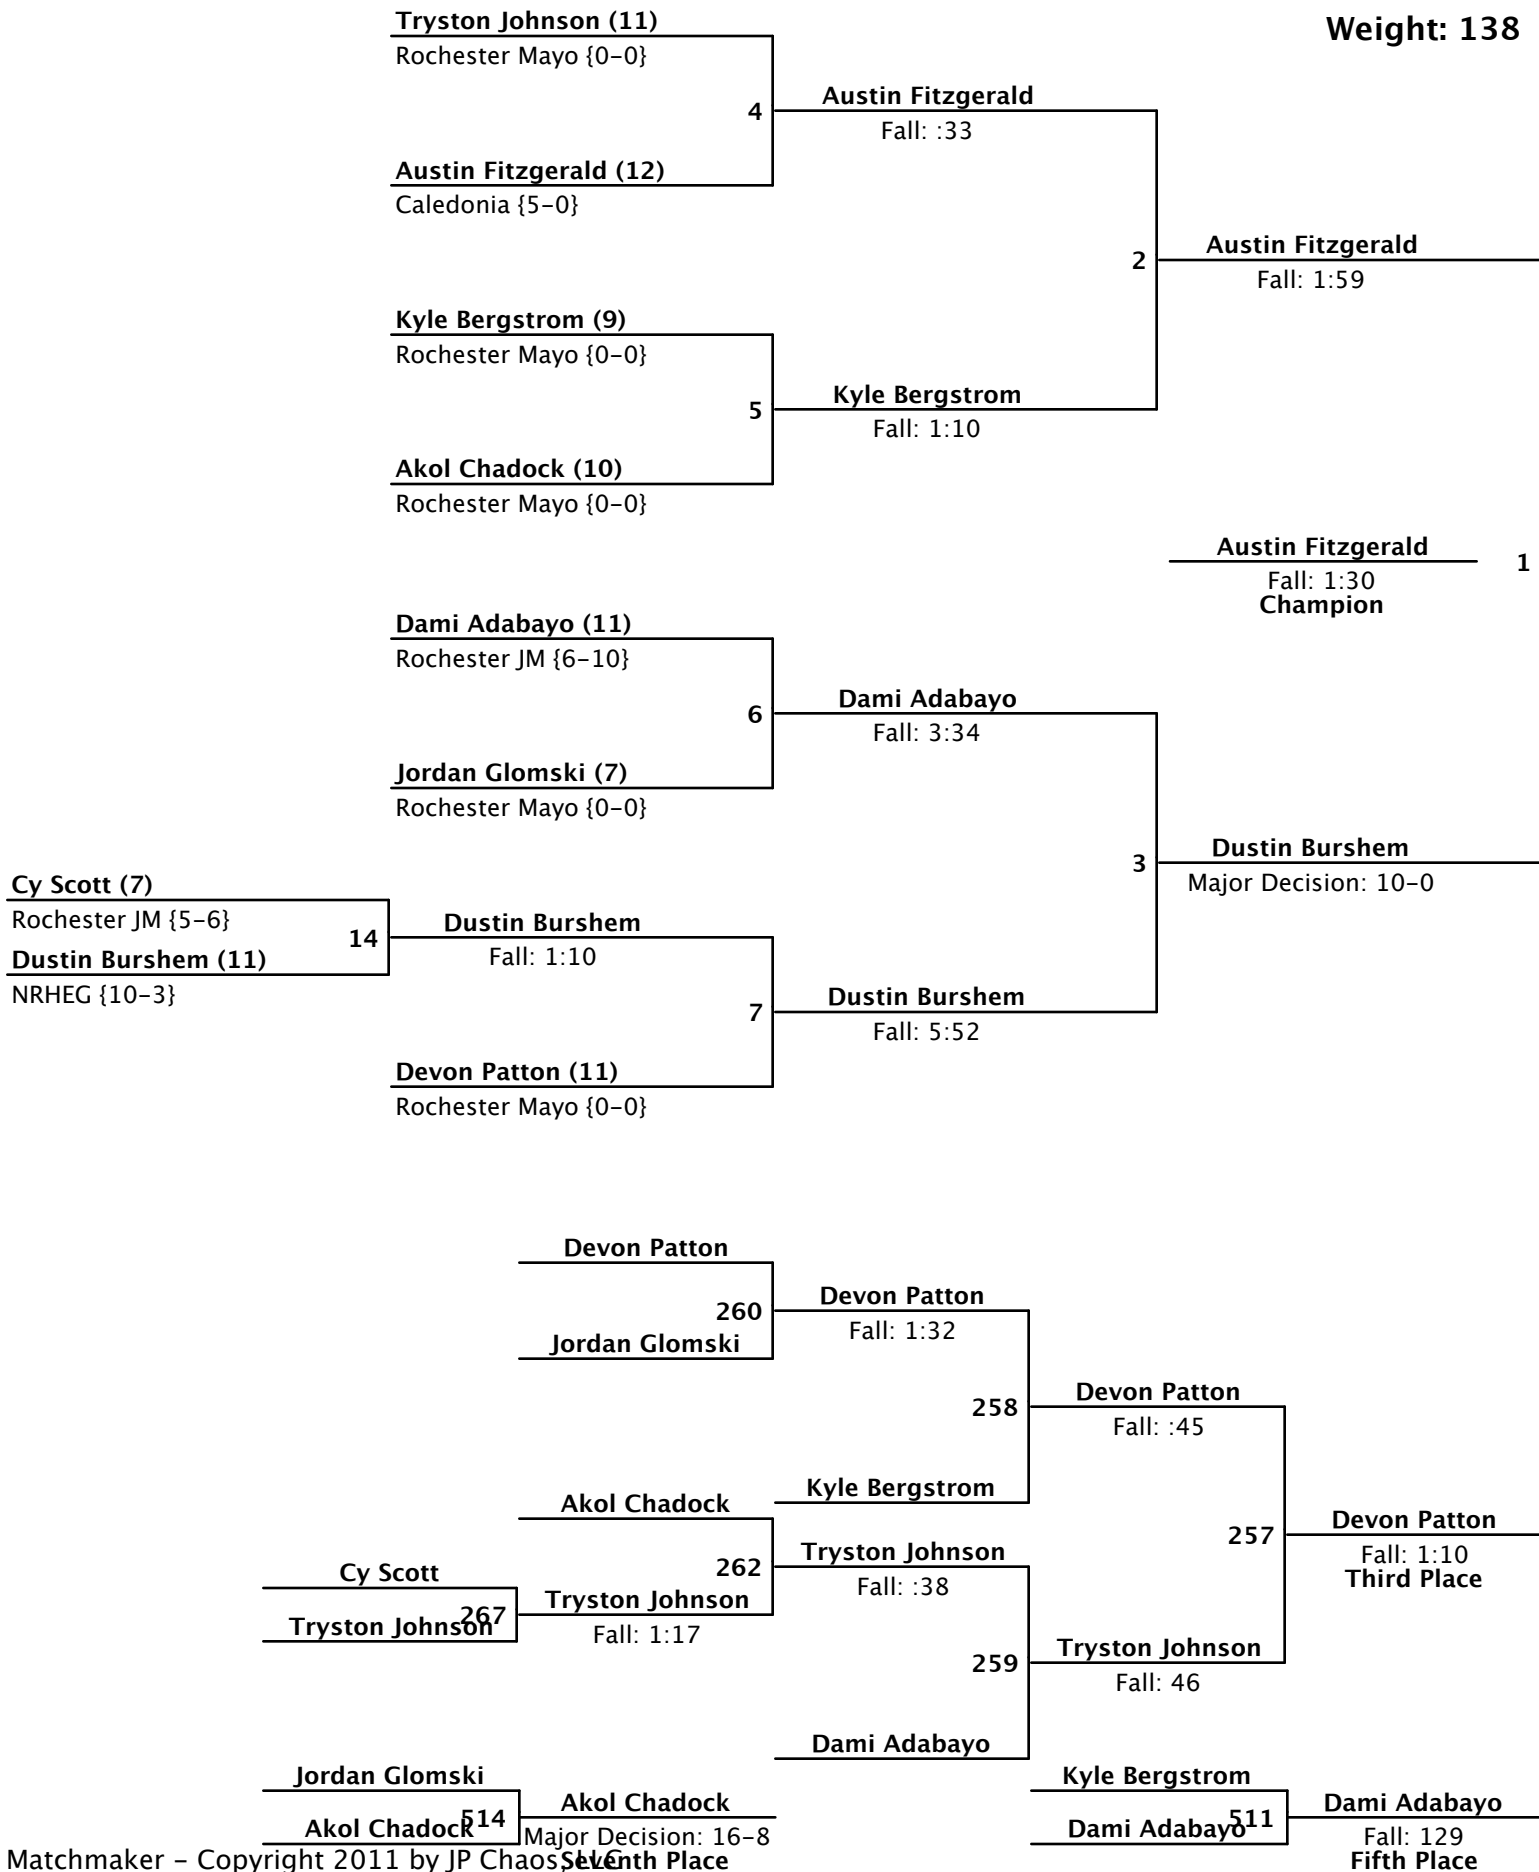 Weight: 138
Tryston Johnson (11)
Rochester Mayo {0-0}
4
Austin Fitzgerald
Fall: :33
Austin Fitzgerald (12)
Caledonia {5-0}
2
Austin Fitzgerald
Fall: 1:59
Kyle Bergstrom (9)
Rochester Mayo {0-0}
5
Kyle Bergstrom
Fall: 1:10
Akol Chadock (10)
Rochester Mayo {0-0}
Austin Fitzgerald
1
Fall: 1:30
Champion
Dami Adabayo (11)
Rochester JM {6-10}
6
Dami Adabayo
Fall: 3:34
Jordan Glomski (7)
Rochester Mayo {0-0}
3
Dustin Burshem
Major Decision: 10-0
Cy Scott (7)
Rochester JM {5-6}
14
Dustin Burshem
Fall: 1:10
Dustin Burshem (11)
NRHEG {10-3}
7
Dustin Burshem
Fall: 5:52
Devon Patton (11)
Rochester Mayo {0-0}
Devon Patton
260
Devon Patton
Fall: 1:32
Jordan Glomski
258
Devon Patton
Fall: :45
Kyle Bergstrom
Akol Chadock
257
Devon Patton
Fall: 1:10
Third Place
262
Tryston Johnson
Fall: :38
Cy Scott
267
Tryston Johnson
Tryston Johnson
Fall: 1:17
259
Tryston Johnson
Fall: 46
Dami Adabayo
Jordan Glomski
514
Akol Chadock
Akol Chadock
Major Decision: 16-8
Seventh Place
Kyle Bergstrom
511
Dami Adabayo
Dami Adabayo
Fall: 129
Fifth Place
Matchmaker - Copyright 2011 by JP Chaos, LLC